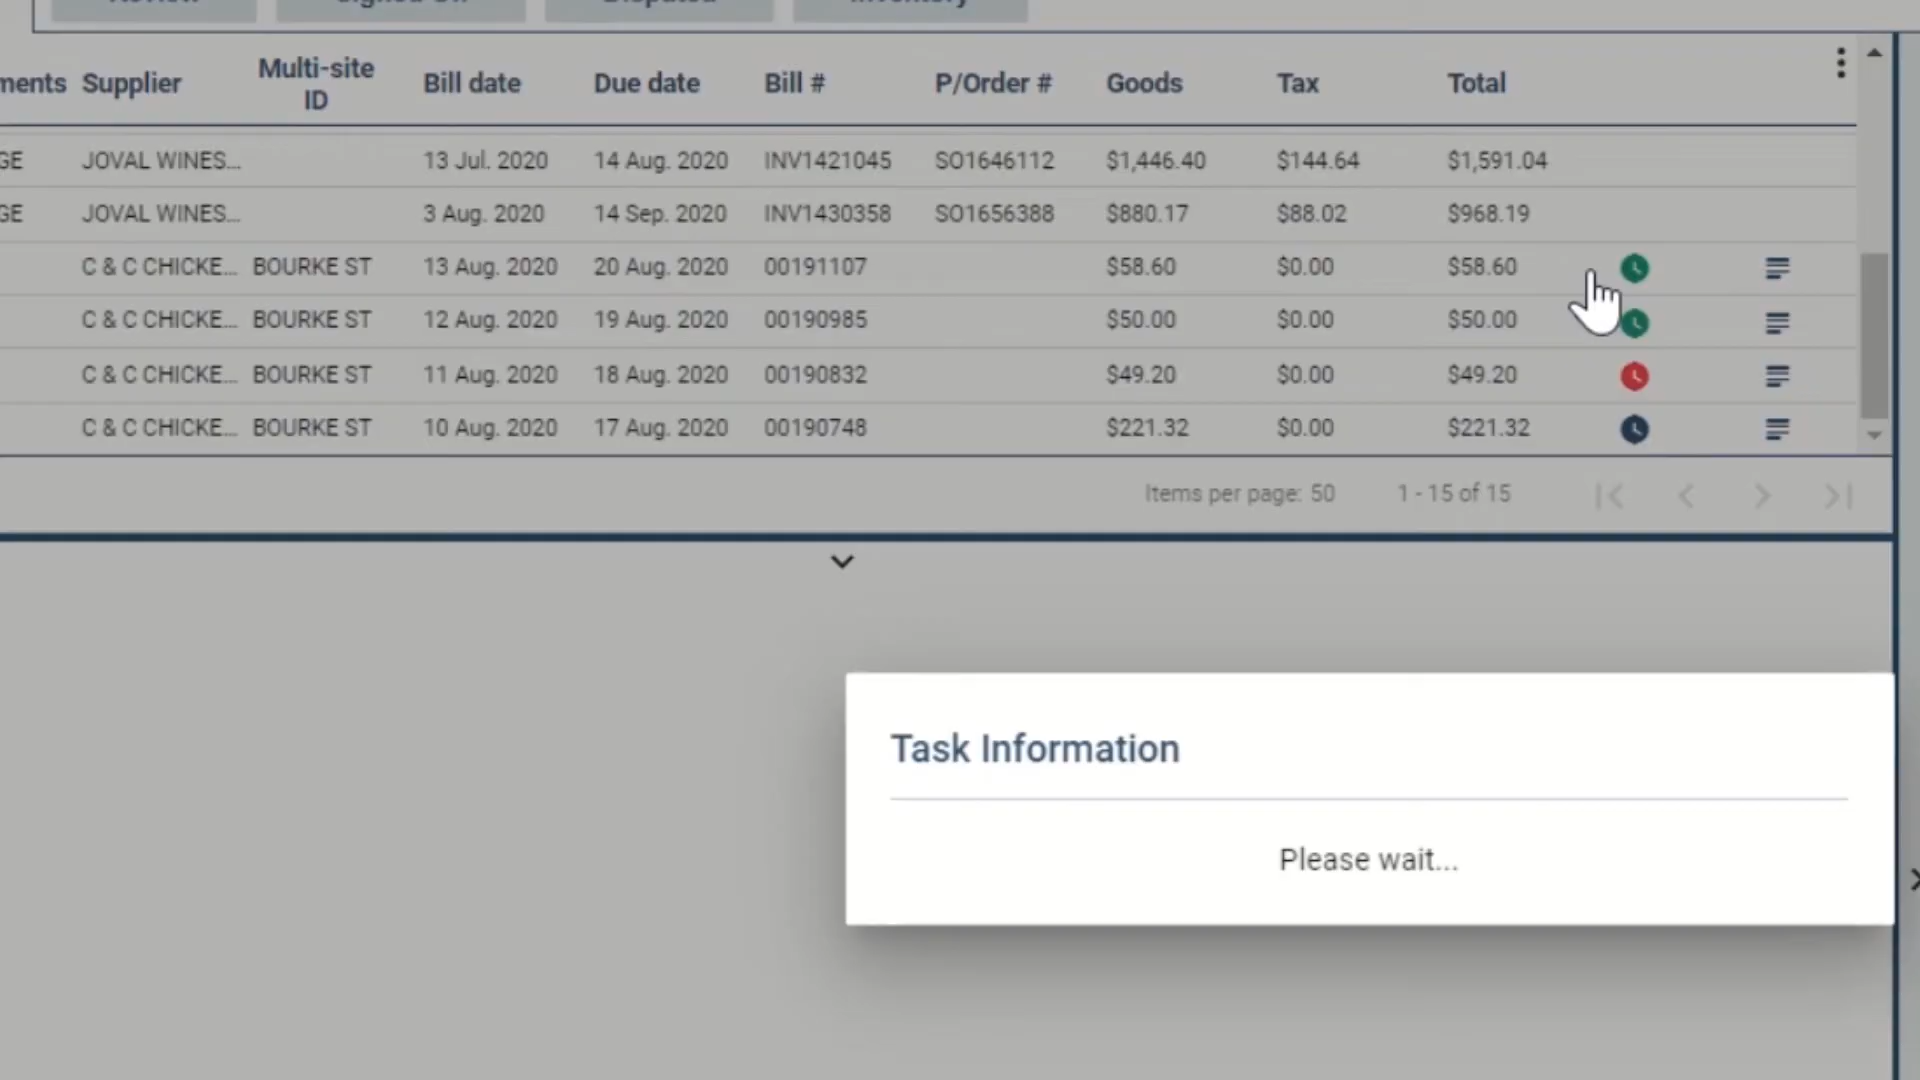 Review Signed Off Disputed Inventory
ments Supplier Multi-site ID Bill date Due date Bill # P/Order # Goods Tax Total
GE JOVAL WINES... 13 Jul. 2020 14 Aug. 2020 INV1421045 SO1646112 $1,446.40 $144.64 $1,591.04
GE JOVAL WINES... 3 Aug. 2020 14 Sep. 2020 INV1430358 SO1656388 $880.17 $88.02 $968.19
C & C CHICKE... BOURKE ST 13 Aug. 2020 20 Aug. 2020 00191107 $58.60 $0.00 $58.60
C & C CHICKE... BOURKE ST 12 Aug. 2020 19 Aug. 2020 00190985 $50.00 $0.00 $50.00
C & C CHICKE... BOURKE ST 11 Aug. 2020 18 Aug. 2020 00190832 $49.20 $0.00 $49.20
C & C CHICKE... BOURKE ST 10 Aug. 2020 17 Aug. 2020 00190748 $221.32 $0.00 $221.32
Items per page: 50 1 - 15 of 15
Task Information
Please wait...